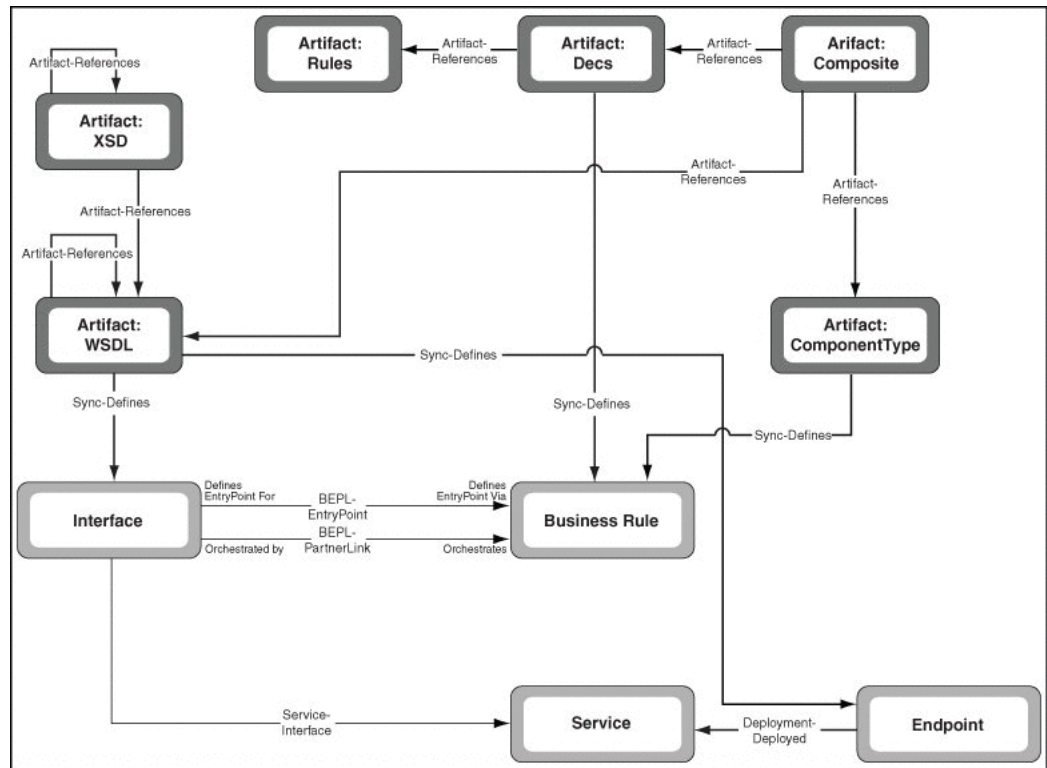 Artifact:
Rules
Artifact-
References
Artifact:
Decs
Artifact-
References
Arifact:
Composite
Artifact-References
Artifact:
XSD
Artifact-
References
Artifact-
References
Artifact-References
Artifact-References
Artifact:
WSDL
Artifact:
ComponentType
Sync-Defines
Sync-Defines
Sync-Defines
Sync-Defines
Interface
Defines
EntryPoint For
BEPL-
EntryPoint
Defines
EntryPoint Via
Orchestrated by
BEPL-
PartnerLink
Orchestrates
Business Rule
Service-
Interface
Service
Deployment-
Deployed
Endpoint